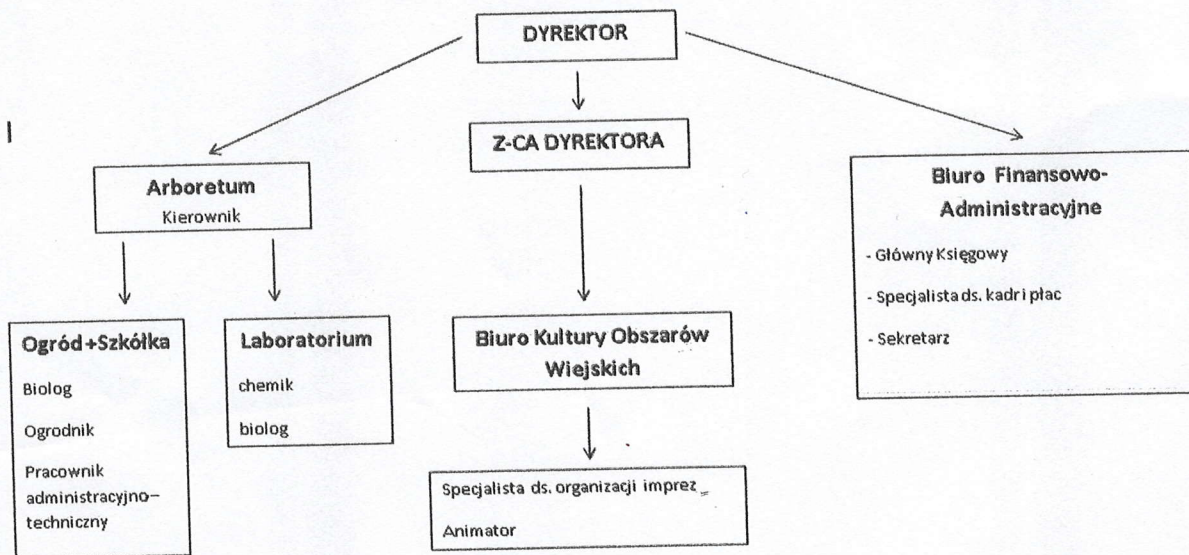 DYREKTOR
Z-CA DYREKTORA
Arboretum
Kierownik
Biuro Finansowo-
Administracyjne
- Główny Księgowy
- Specjalista ds. kadr i płac
- Sekretarz
Ogród+Szkółka
Biolog
Ogrodnik
Pracownik
administracyjno–
techniczny
Laboratorium
chemik
biolog
Biuro Kultury Obszarów
Wiejskich
Specjalista ds. organizacji imprez
Animator